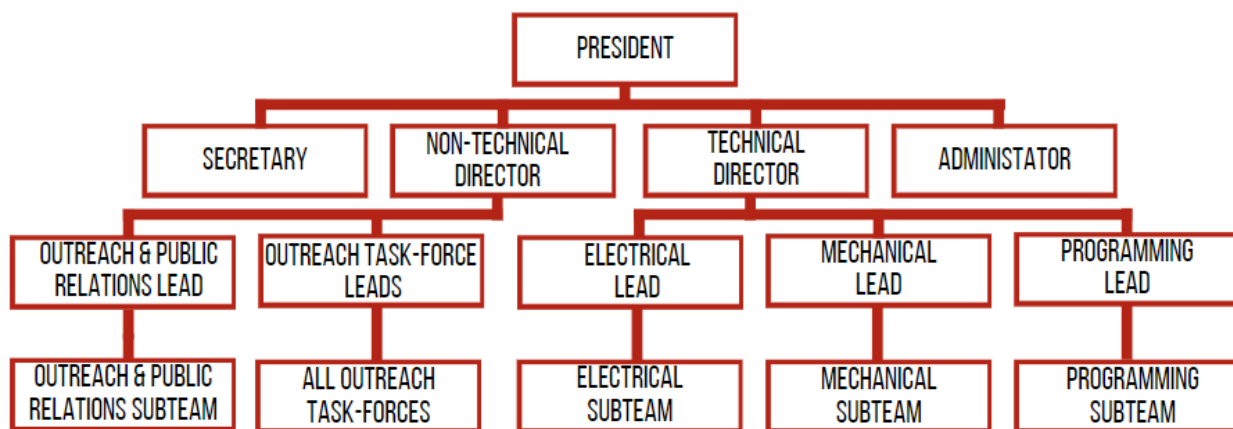 PRESIDENT
SECRETARY
NON-TECHNICAL
DIRECTOR
TECHNICAL
DIRECTOR
ADMINISTATOR
OUTREACH & PUBLIC
RELATIONS LEAD
OUTREACH TASK-FORCE
LEADS
ELECTRICAL
LEAD
MECHANICAL
LEAD
PROGRAMMING
LEAD
OUTREACH & PUBLIC
RELATIONS SUBTEAM
ALL OUTREACH
TASK-FORCES
ELECTRICAL
SUBTEAM
MECHANICAL
SUBTEAM
PROGRAMMING
SUBTEAM